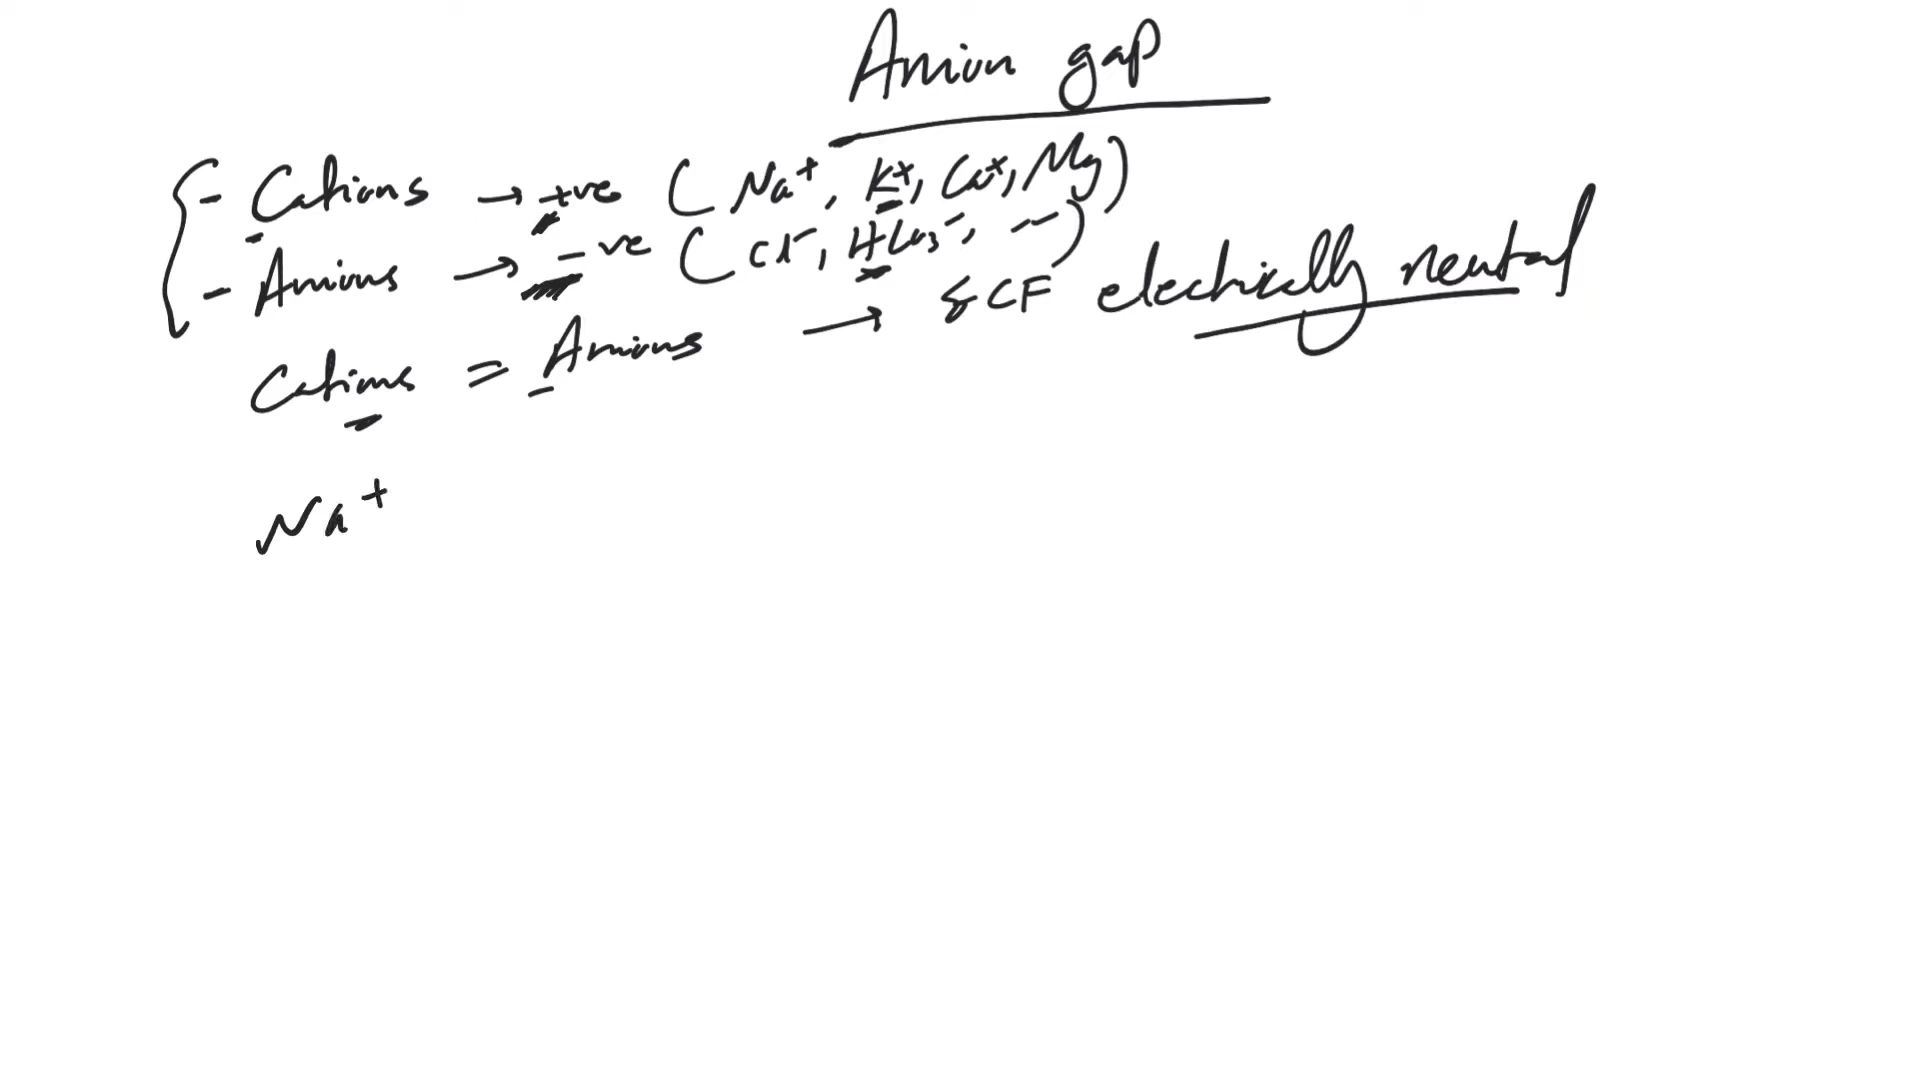 Anion gap
- Cations → +ve ( Na⁺, K⁺, Ca⁺, Mg)
- Anions → -ve ( Cl⁻, HCO₃⁻, --)
Cations = Anions → ECF electrically neutral
Na⁺